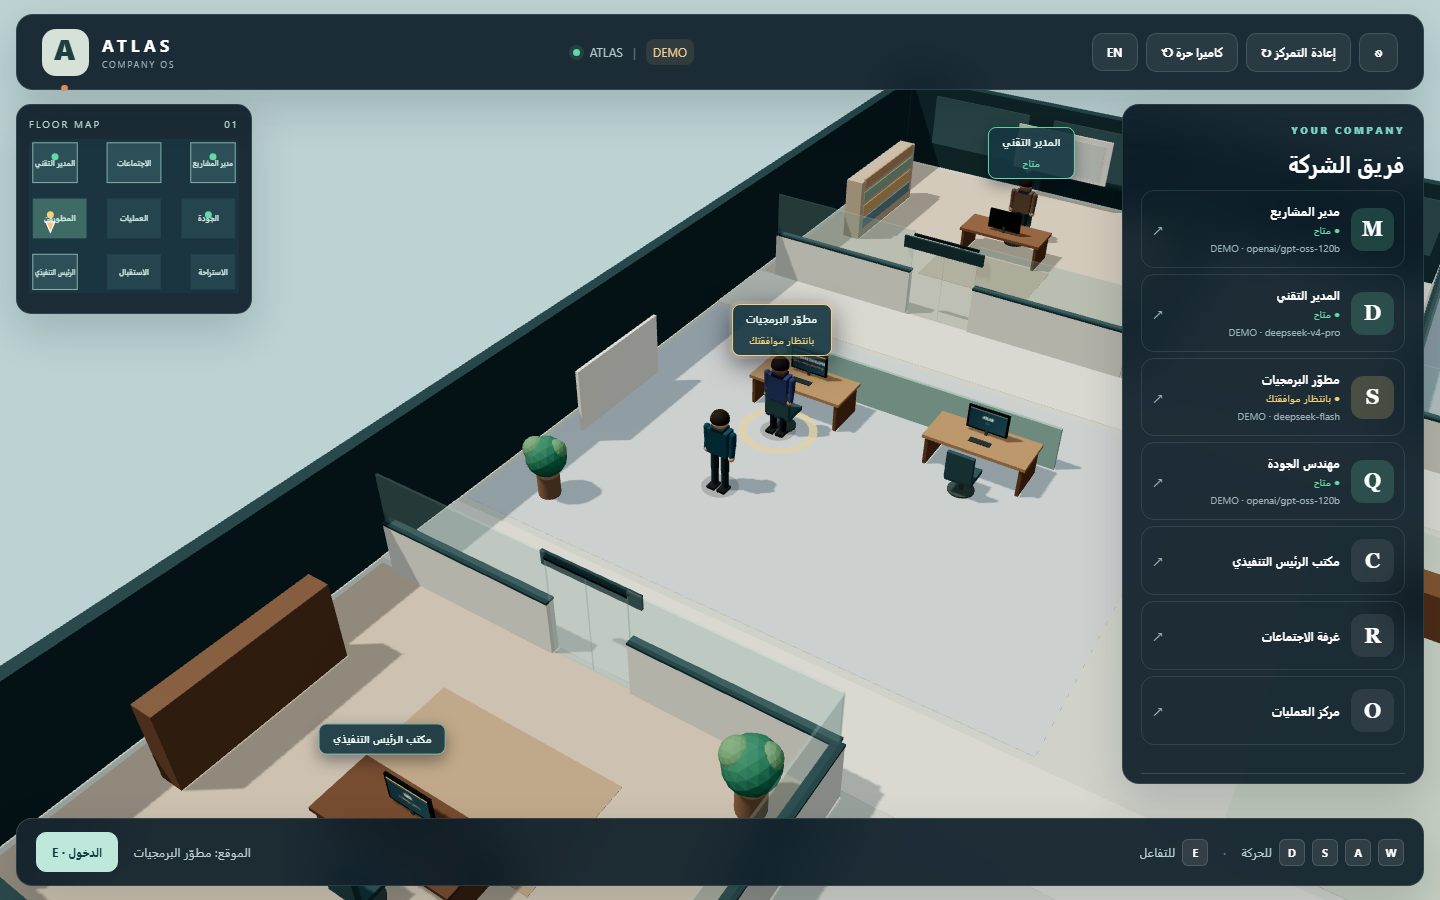 A
ATLAS
COMPANY OS
ATLAS | DEMO
EN
كاميرا حرة
إعادة التمركز
FLOOR MAP 01
المدير التقني
الاجتماعات
مدير المشاريع
العمليات
الجودة
الرئيس التنفيذي
الاستقبال
الاستراحة
المدير التقني
متاح
مطوّر البرمجيات
بانتظار موافقتك
مكتب الرئيس التنفيذي
YOUR COMPANY
فريق الشركة
M
مدير المشاريع
● متاح
DEMO · openai/gpt-oss-120b
↗
D
المدير التقني
● متاح
DEMO · deepseek-v4-pro
↗
S
مطوّر البرمجيات
● بانتظار موافقتك
DEMO · deepseek-flash
↗
Q
مهندس الجودة
● متاح
DEMO · openai/gpt-oss-120b
↗
C
مكتب الرئيس التنفيذي
↗
R
غرفة الاجتماعات
↗
O
مركز العمليات
↗
W A S D للحركة · E للتفاعل
الموقع: مطوّر البرمجيات
الدخول · E